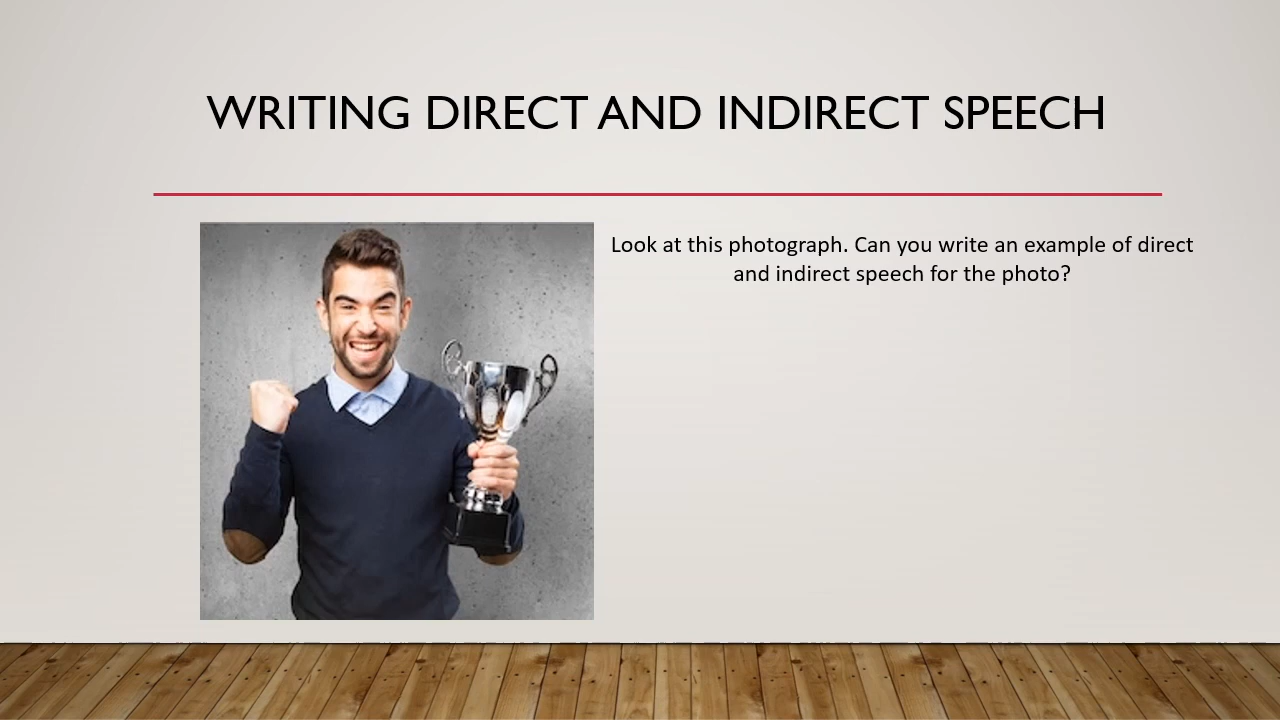 WRITING DIRECT AND INDIRECT SPEECH
Look at this photograph. Can you write an example of direct
and indirect speech for the photo?